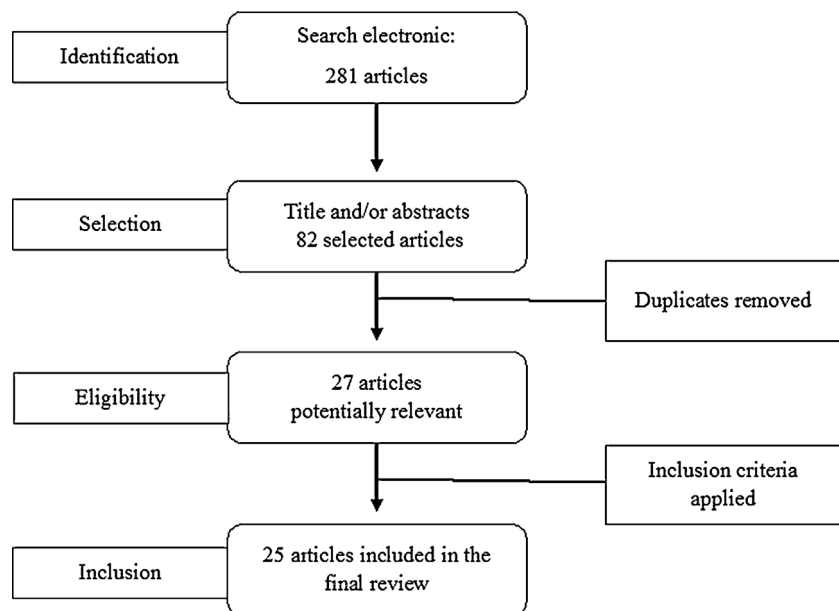 Identification
Search electronic:
281 articles
Selection
Title and/or abstracts
82 selected articles
Duplicates removed
Eligibility
27 articles
potentially relevant
Inclusion criteria
applied
Inclusion
25 articles included in the
final review